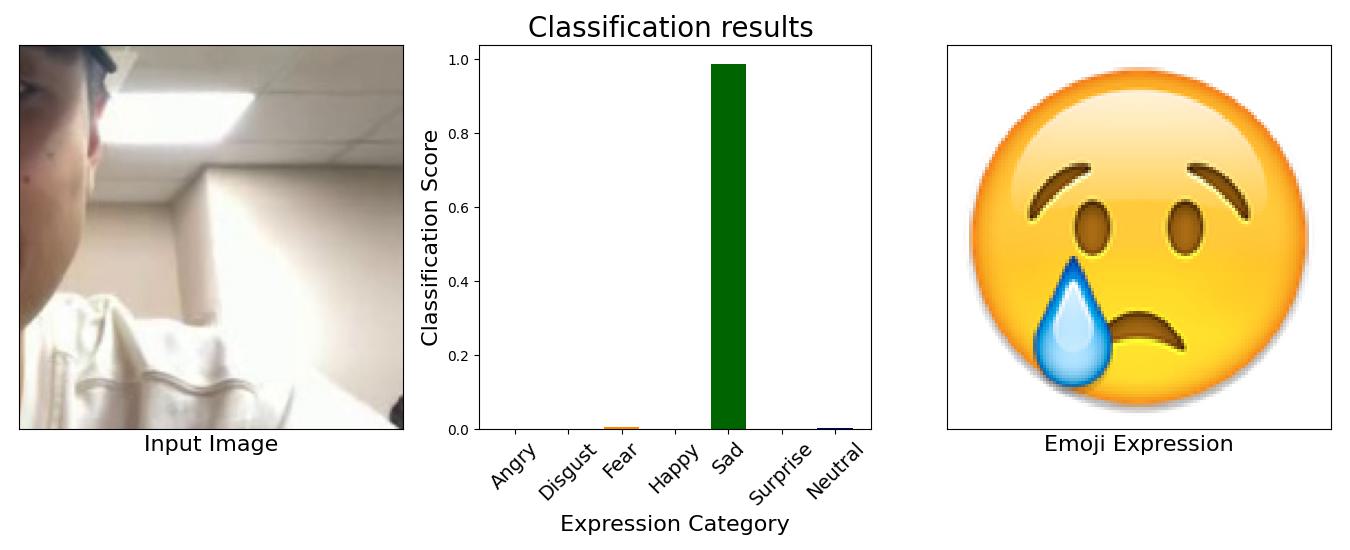 Classification results
1.0
0.8
0.6
0.4
0.2
0.0
Classification Score
Angry
Disgust
Fear
Happy
Sad
Surprise
Neutral
Expression Category
Input Image
Emoji Expression